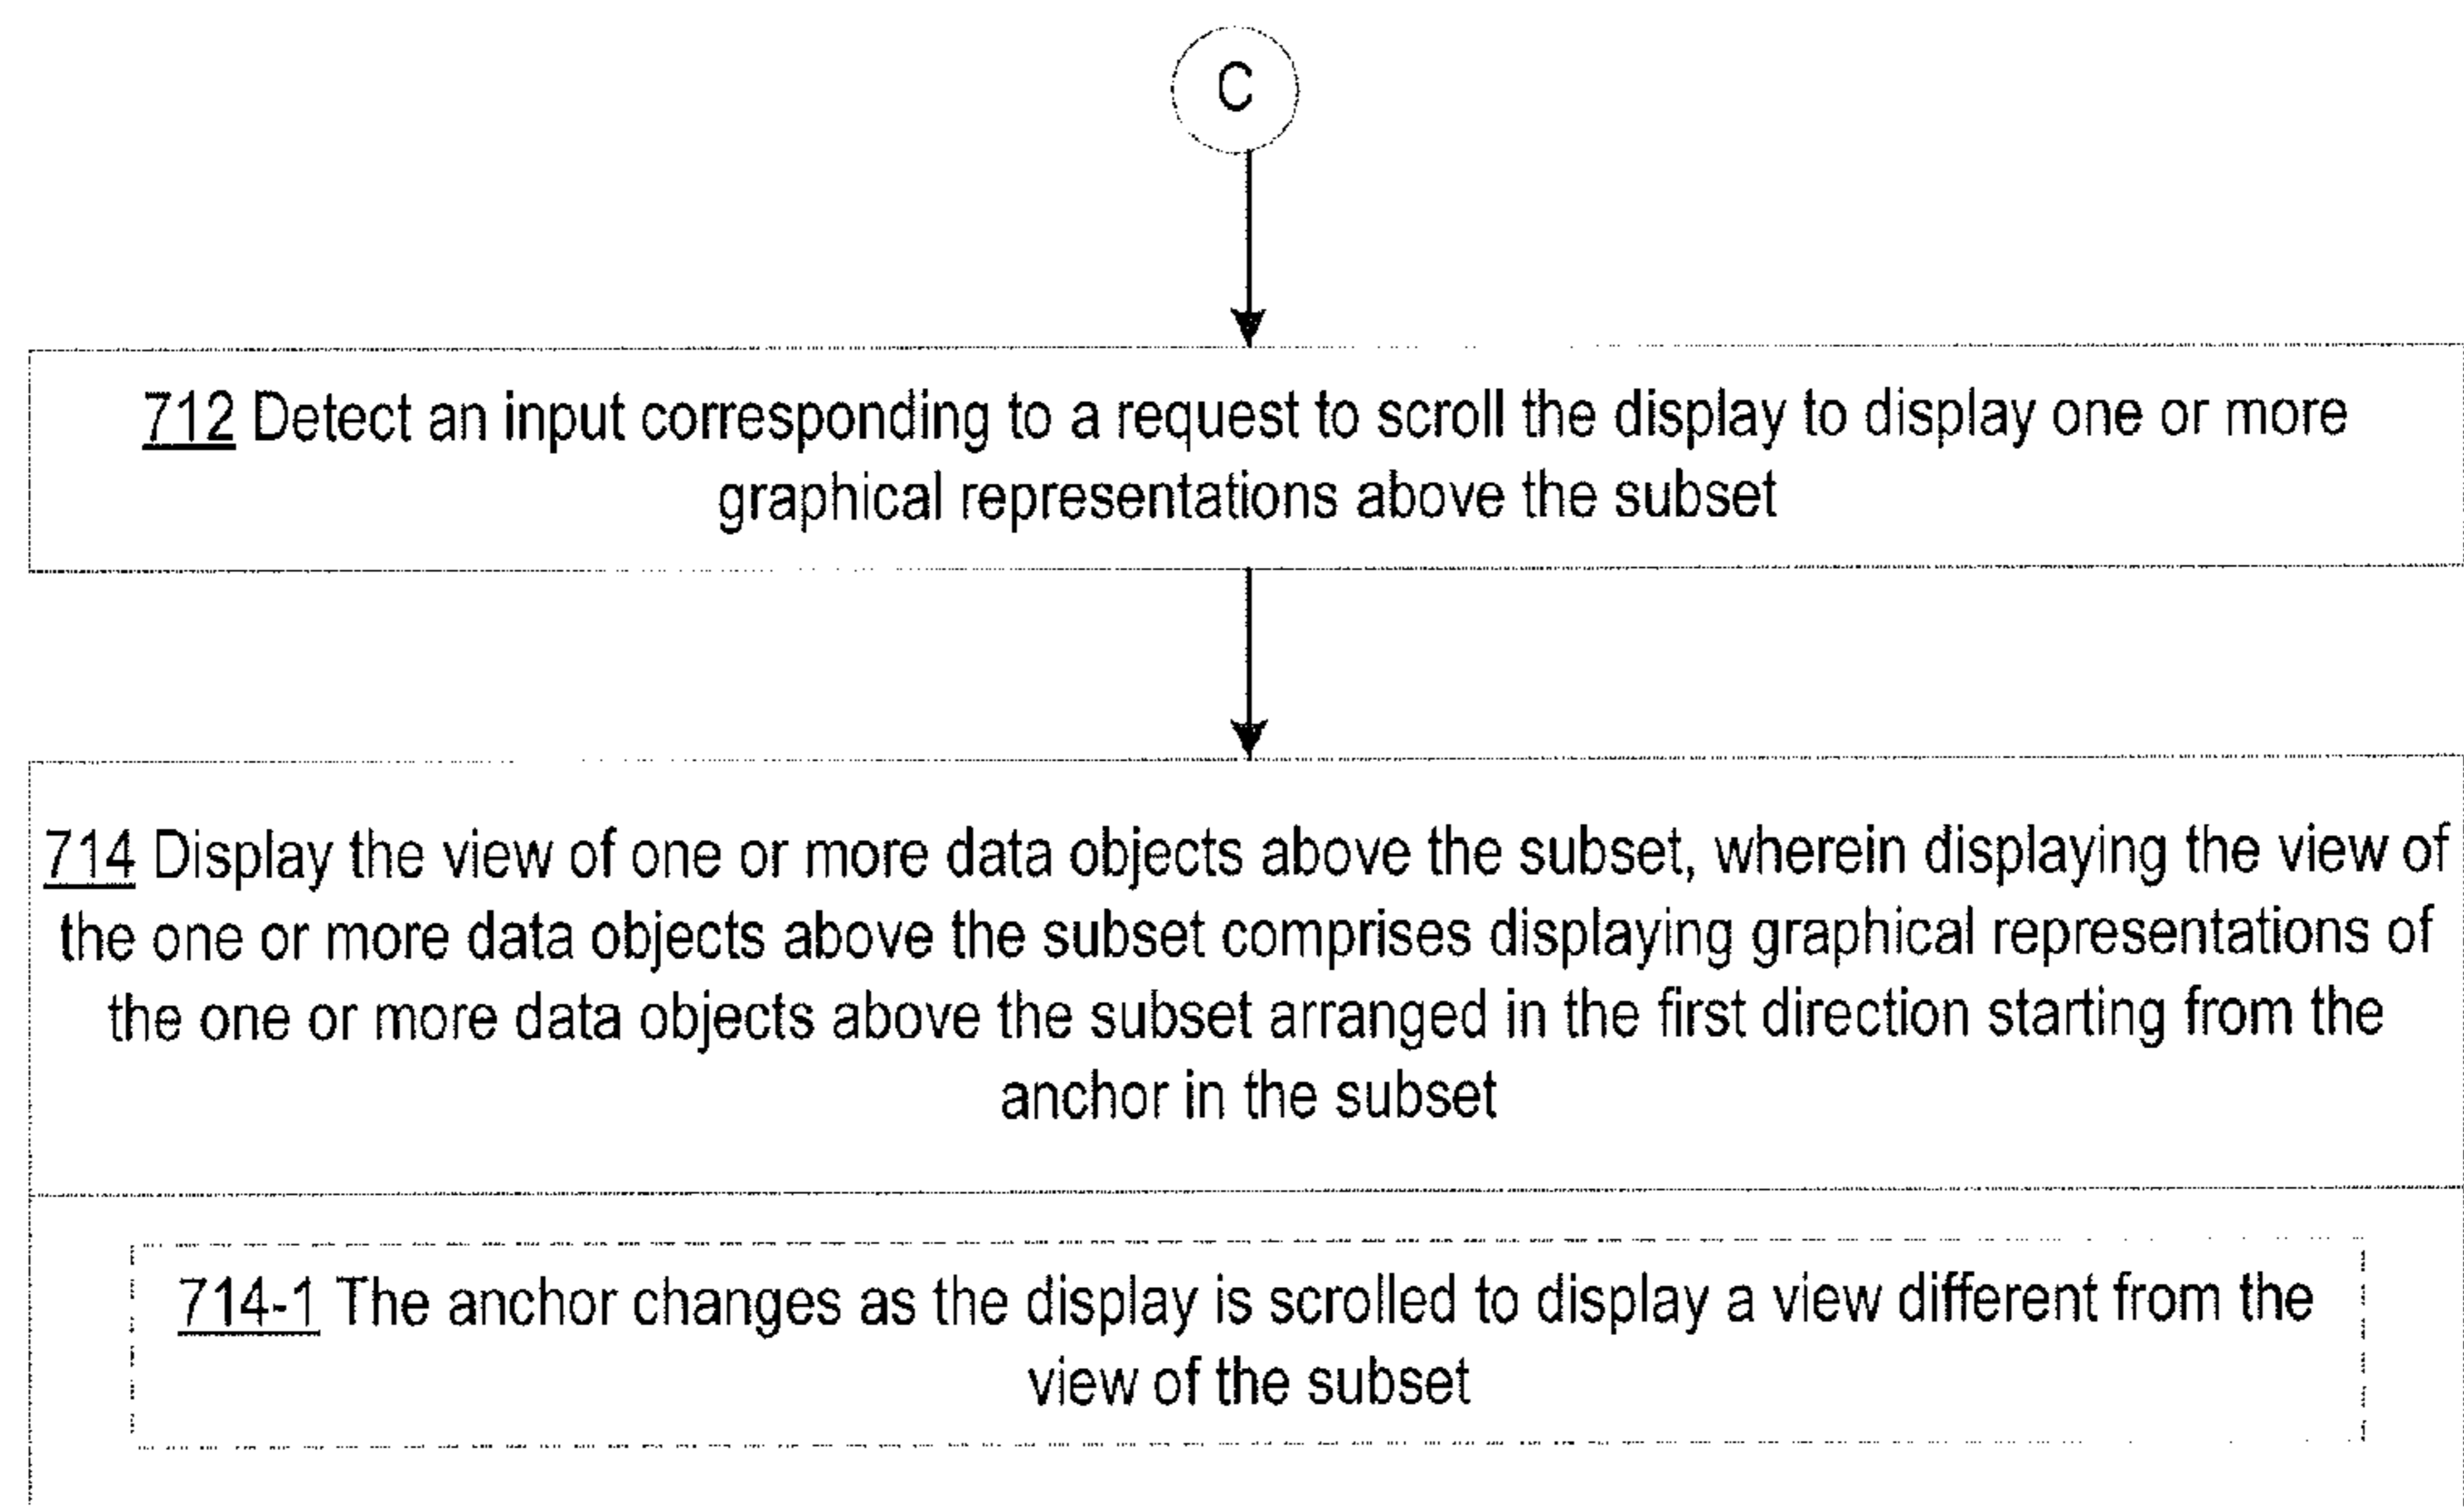 C
712 Detect an input corresponding to a request to scroll the display to display one or more
graphical representations above the subset
714 Display the view of one or more data objects above the subset, wherein displaying the view of
the one or more data objects above the subset comprises displaying graphical representations of
the one or more data objects above the subset arranged in the first direction starting from the
anchor in the subset
714-1 The anchor changes as the display is scrolled to display a view different from the
view of the subset